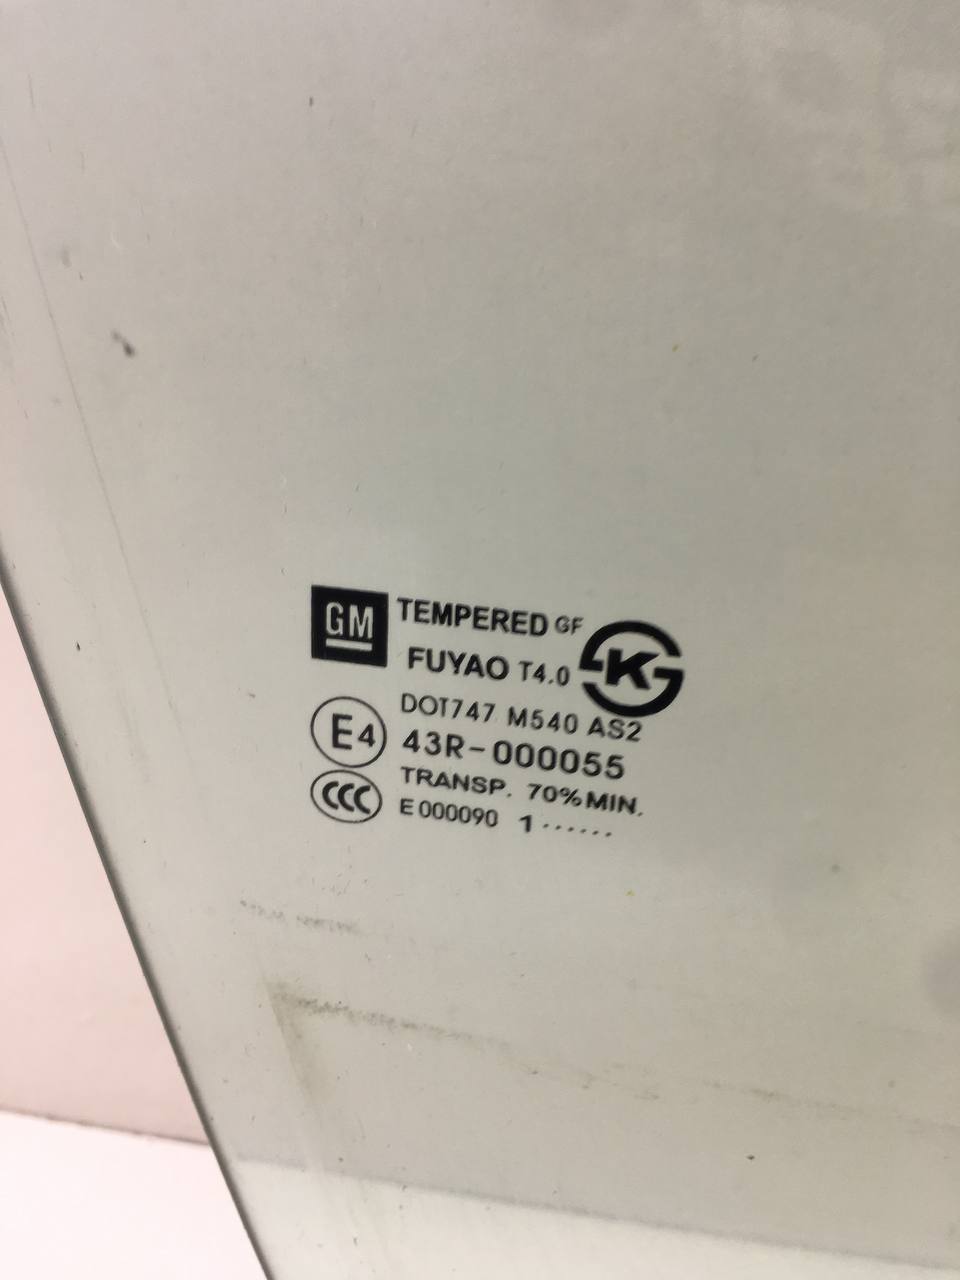 GM TEMPERED GF
FUYAO T4.0 K
DOT747 M540 AS2
E4 43R-000055
TRANSP. 70% MIN.
CCC E000090 1······